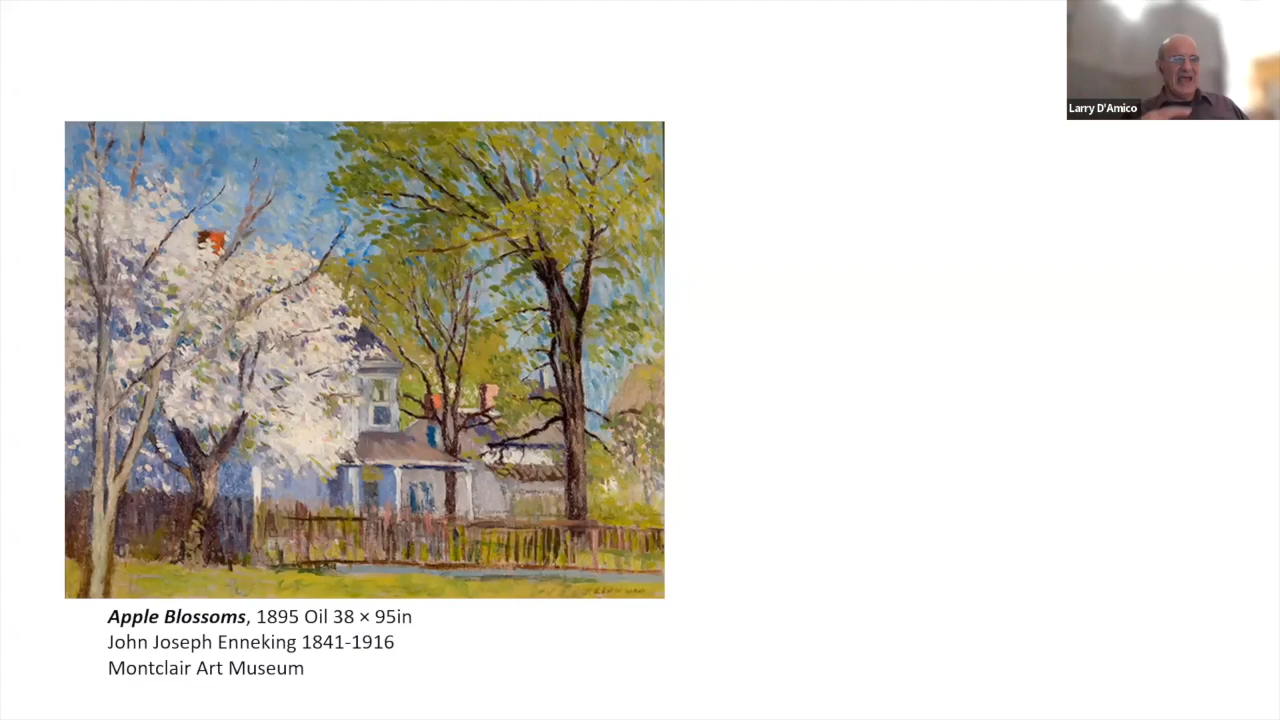 Larry D'Amico
Apple Blossoms, 1895 Oil 38 × 95in
John Joseph Enneking 1841-1916
Montclair Art Museum